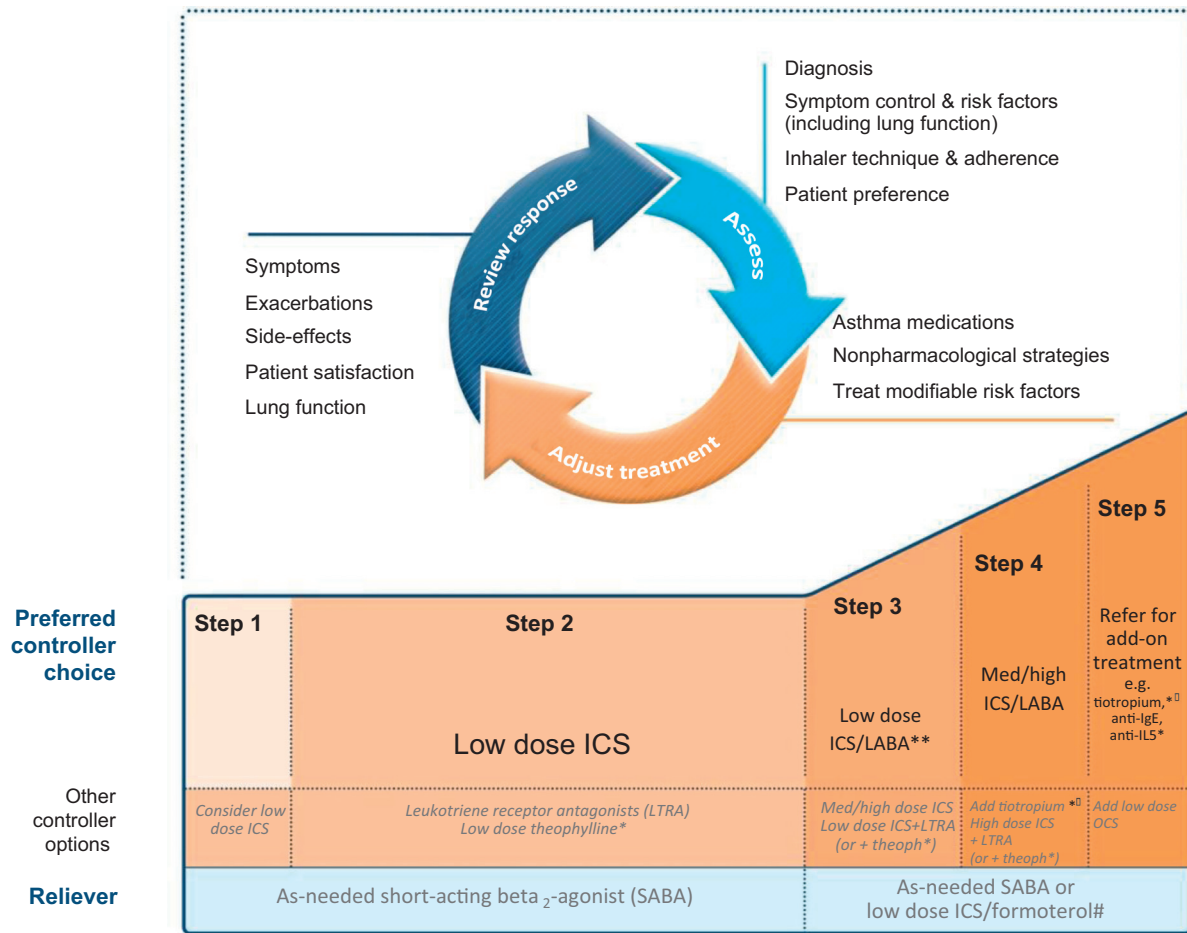 Diagnosis
Symptom control & risk factors
(including lung function)
Inhaler technique & adherence
Patient preference
Assess
Review response
Adjust treatment
Symptoms
Exacerbations
Side-effects
Patient satisfaction
Lung function
Asthma medications
Nonpharmacological strategies
Treat modifiable risk factors
Preferred
controller
choice
Step 1
Step 2
Low dose ICS
Step 3
Low dose
ICS/LABA**
Step 4
Med/high
ICS/LABA
Step 5
Refer for
add-on
treatment
e.g.
tiotropium,*▯
anti-IgE,
anti-IL5*
Other
controller
options
Consider low
dose ICS
Leukotriene receptor antagonists (LTRA)
Low dose theophylline*
Med/high dose ICS
Low dose ICS+LTRA
(or + theoph*)
Add tiotropium *▯
High dose ICS
+ LTRA
(or + theoph*)
Add low dose
OCS
Reliever
As-needed short-acting beta 2-agonist (SABA)
As-needed SABA or
low dose ICS/formoterol#